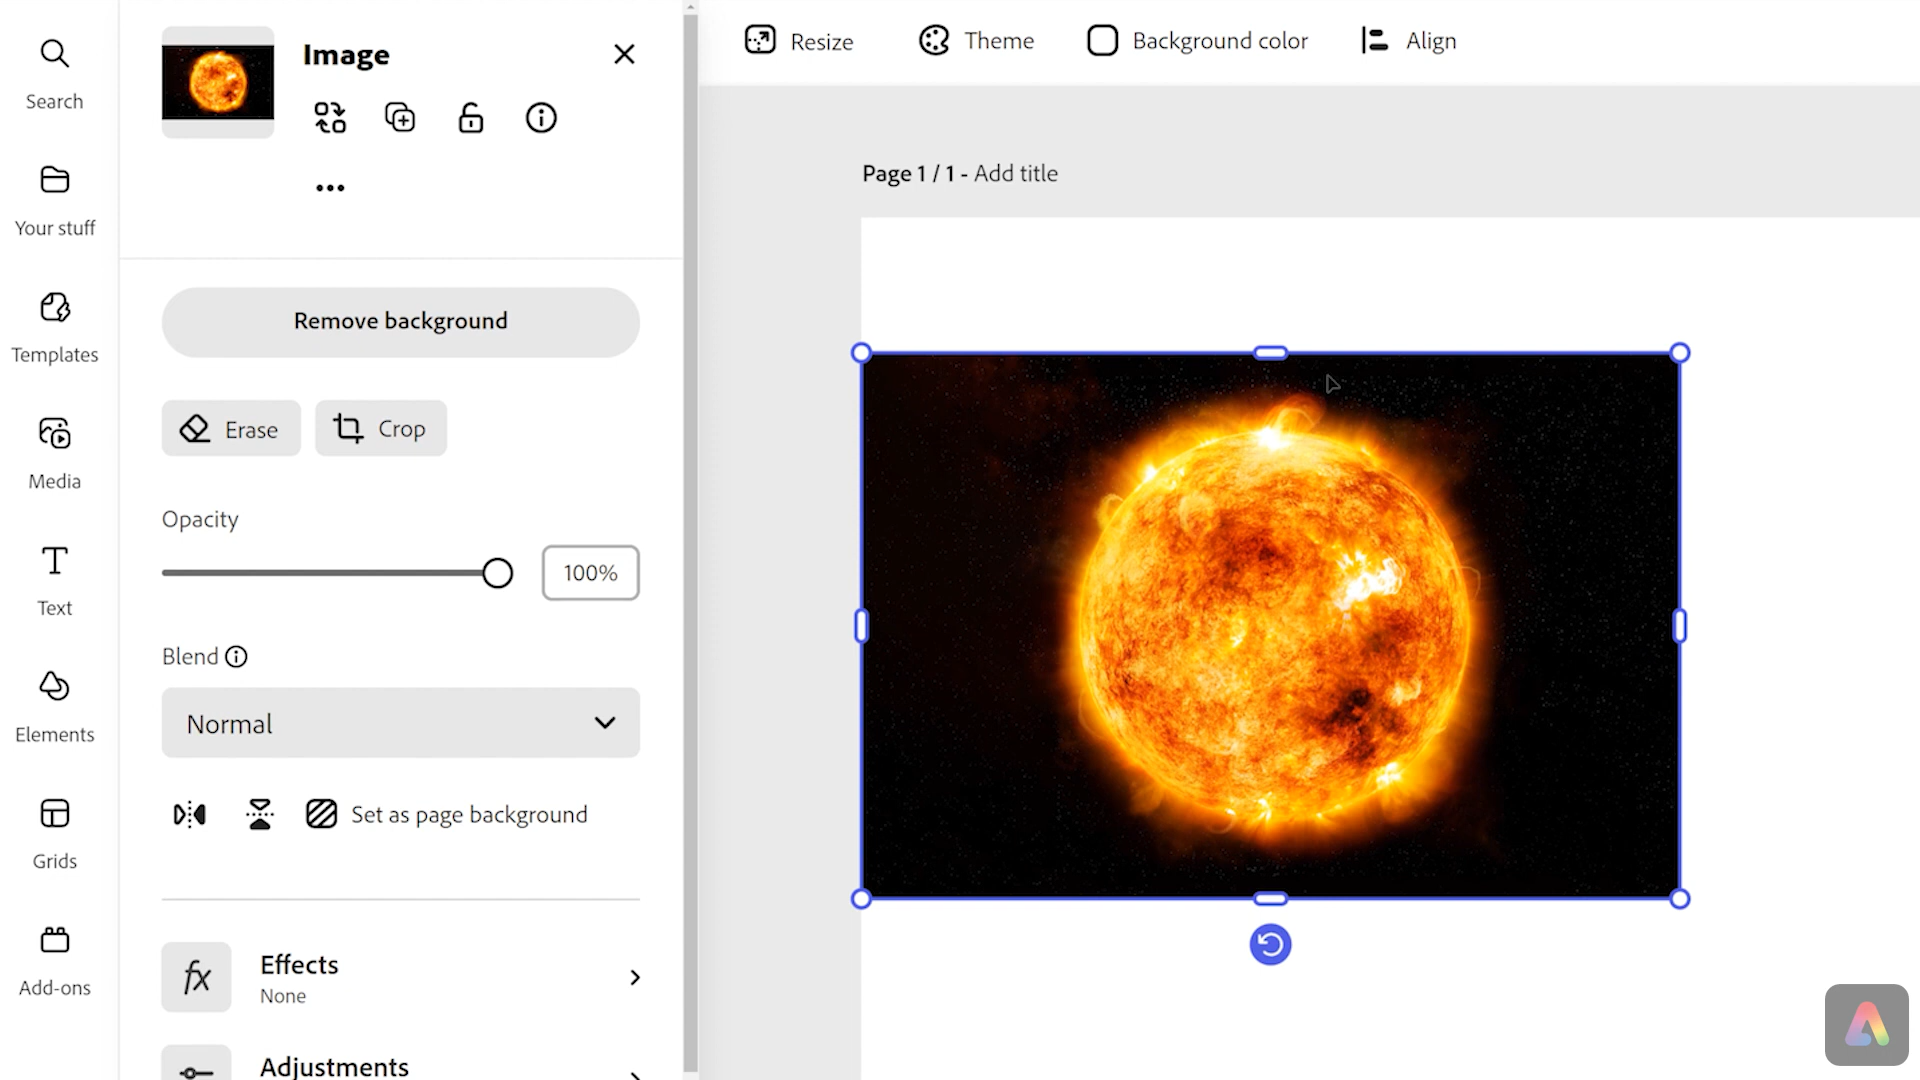 Search
Your stuff
Templates
Media
Text
Elements
Grids
Add-ons
Image
Remove background
Erase
Crop
Opacity
100%
Blend
Normal
Set as page background
fx
Effects
None
Adjustments
Resize
Theme
Background color
Align
Page 1 / 1 - Add title